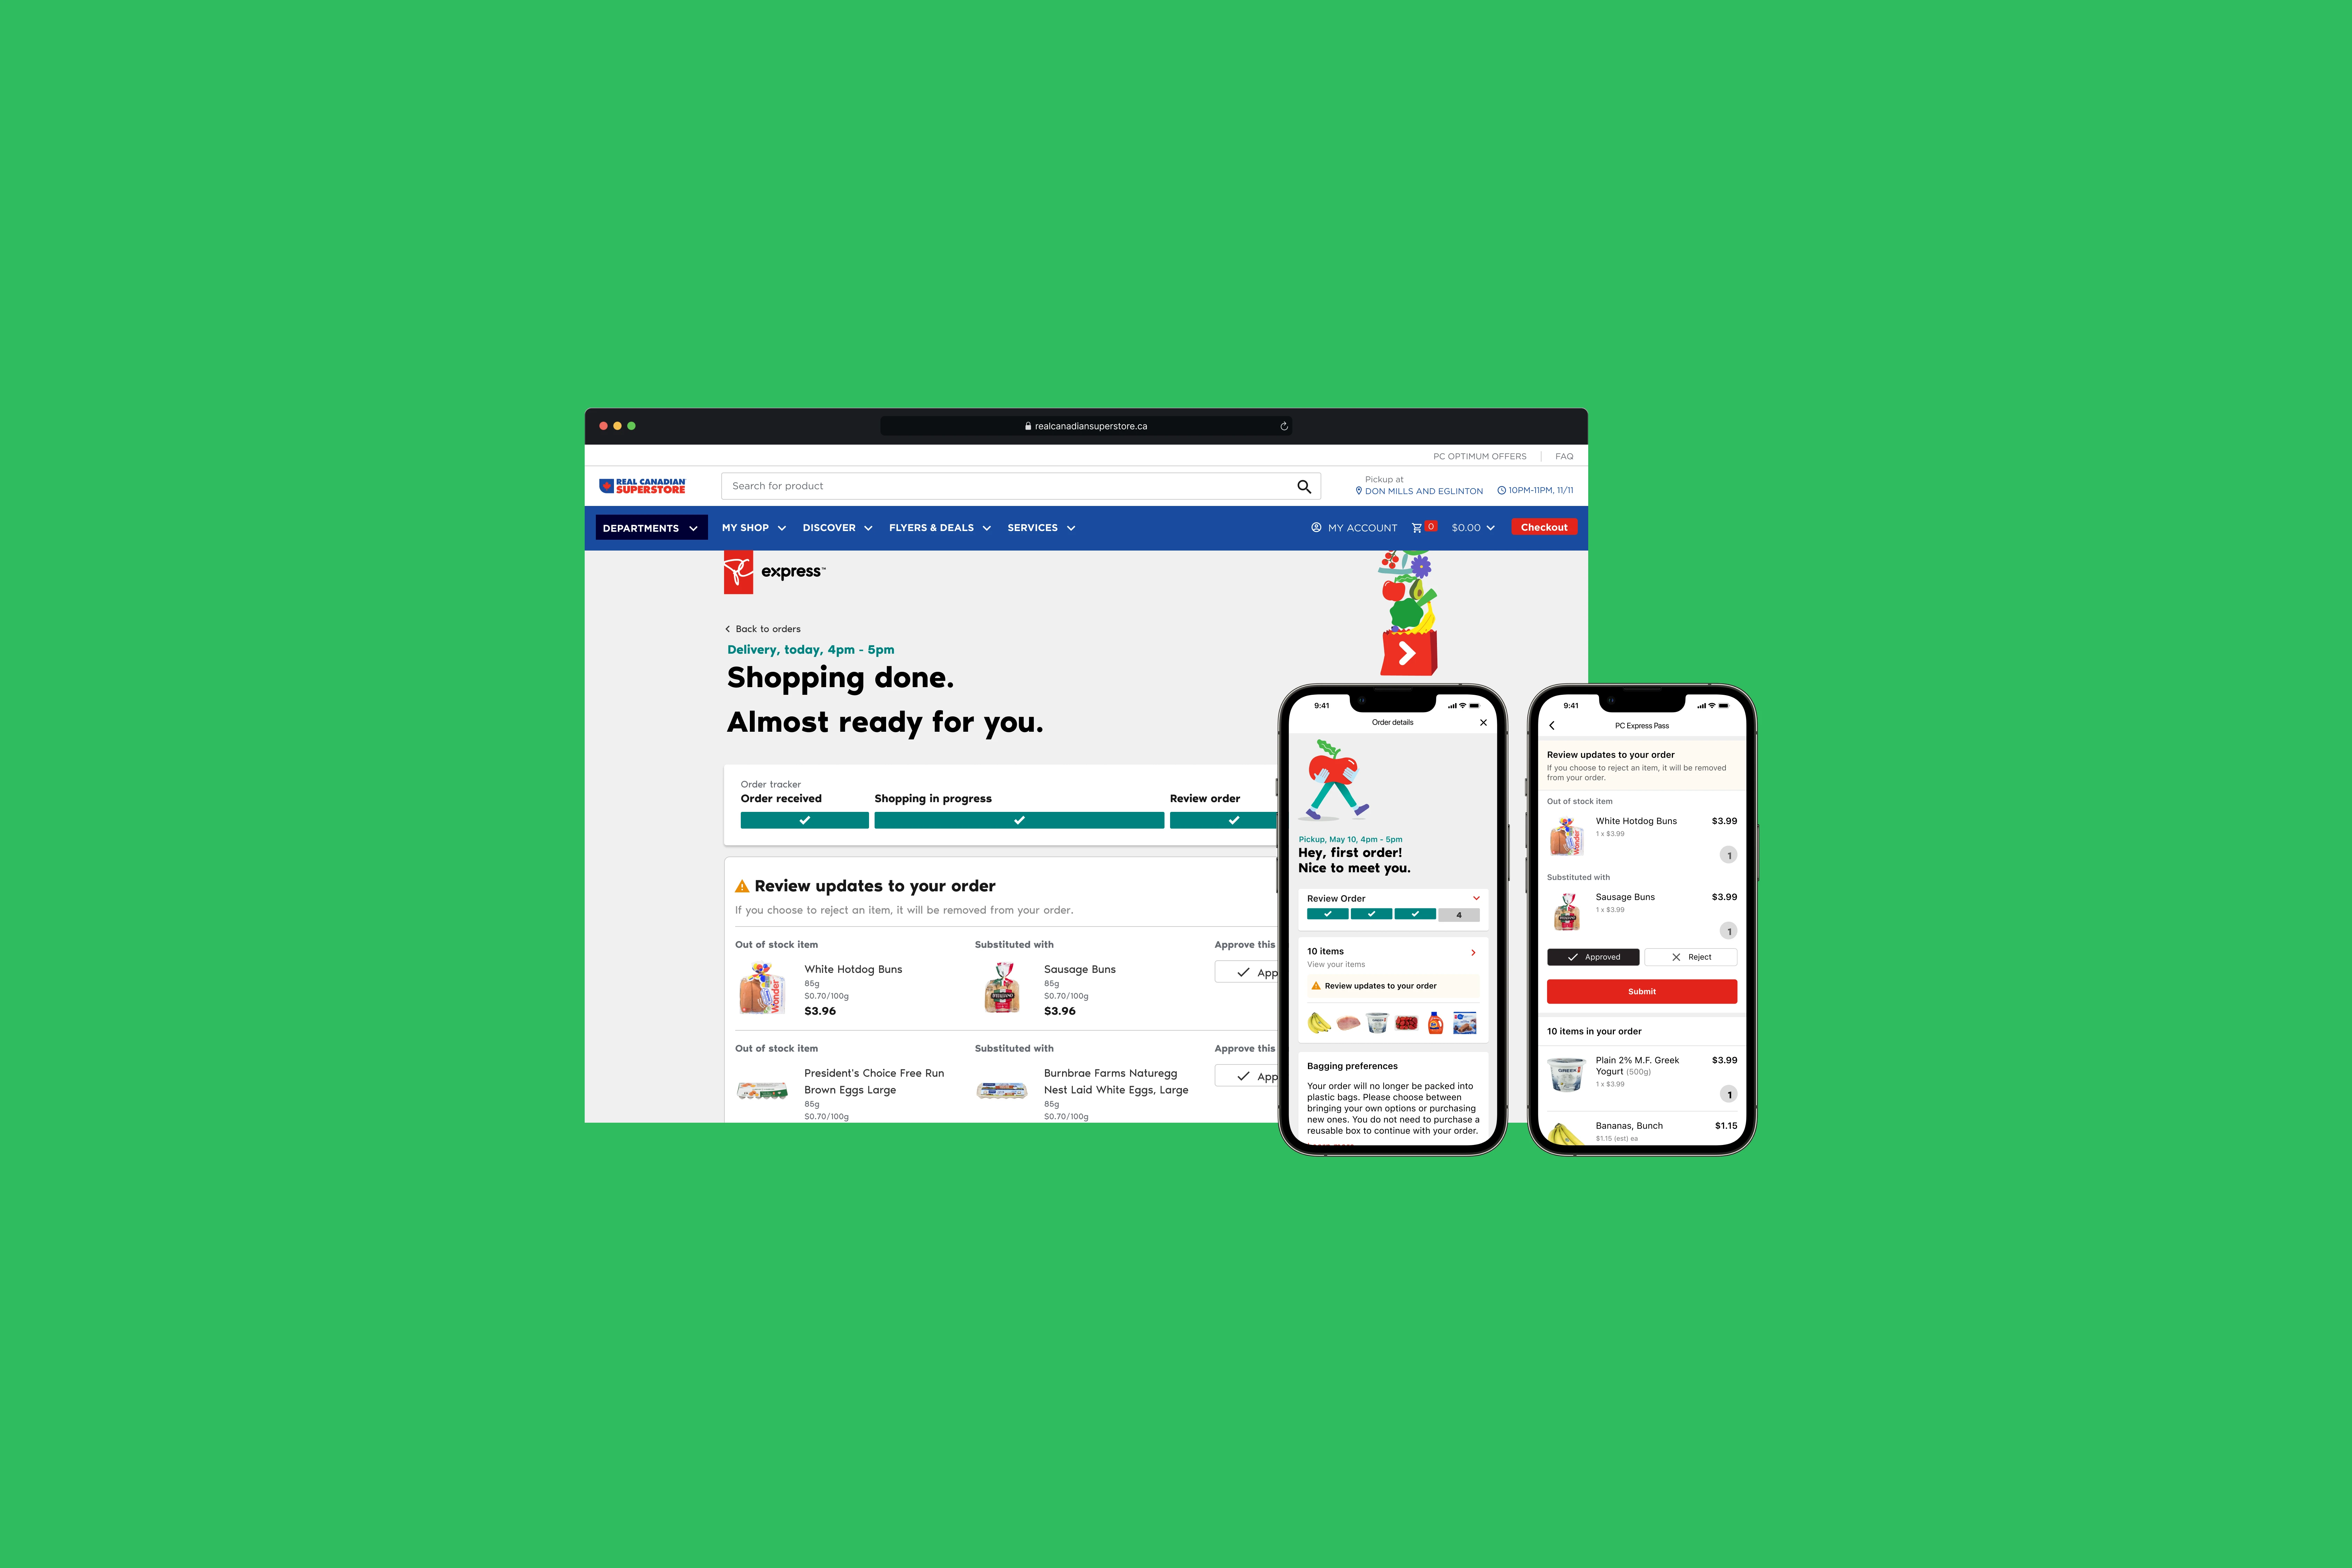 realcanadiansuperstore.ca
PC OPTIMUM OFFERS
FAQ
REAL CANADIAN
SUPERSTORE
Search for product
Pickup at
DON MILLS AND EGLINTON
10PM-11PM, 11/11
DEPARTMENTS
MY SHOP
DISCOVER
FLYERS & DEALS
SERVICES
MY ACCOUNT
0
$0.00
Checkout
PC express™
Back to orders
Delivery, today, 4pm - 5pm
Shopping done.
Almost ready for you.
Order tracker
Order received
Shopping in progress
Review order
Review updates to your order
If you choose to reject an item, it will be removed from your order.
Out of stock item
Substituted with
Approve this
White Hotdog Buns
85g
$0.70/100g
$3.96
Sausage Buns
85g
$0.70/100g
$3.96
App
Out of stock item
Substituted with
Approve this
President's Choice Free Run
Brown Eggs Large
85g
$0.70/100g
Burnbrae Farms Naturegg
Nest Laid White Eggs, Large
85g
$0.70/100g
App
9:41
Order details
Pickup, May 10, 4pm - 5pm
Hey, first order!
Nice to meet you.
Review Order
4
10 items
View your items
Review updates to your order
Bagging preferences
Your order will no longer be packed into
plastic bags. Please choose between
bringing your own options or purchasing
new ones. You do not need to purchase a
reusable box to continue with your order.
9:41
PC Express Pass
Review updates to your order
If you choose to reject an item, it will be removed
from your order.
Out of stock item
White Hotdog Buns
$3.99
1 x $3.99
1
Substituted with
Sausage Buns
$3.99
1 x $3.99
1
Approved
Reject
Submit
10 items in your order
Plain 2% M.F. Greek
Yogurt (500g)
$3.99
1 x $3.99
1
Bananas, Bunch
$1.15
$1.15 (est) ea